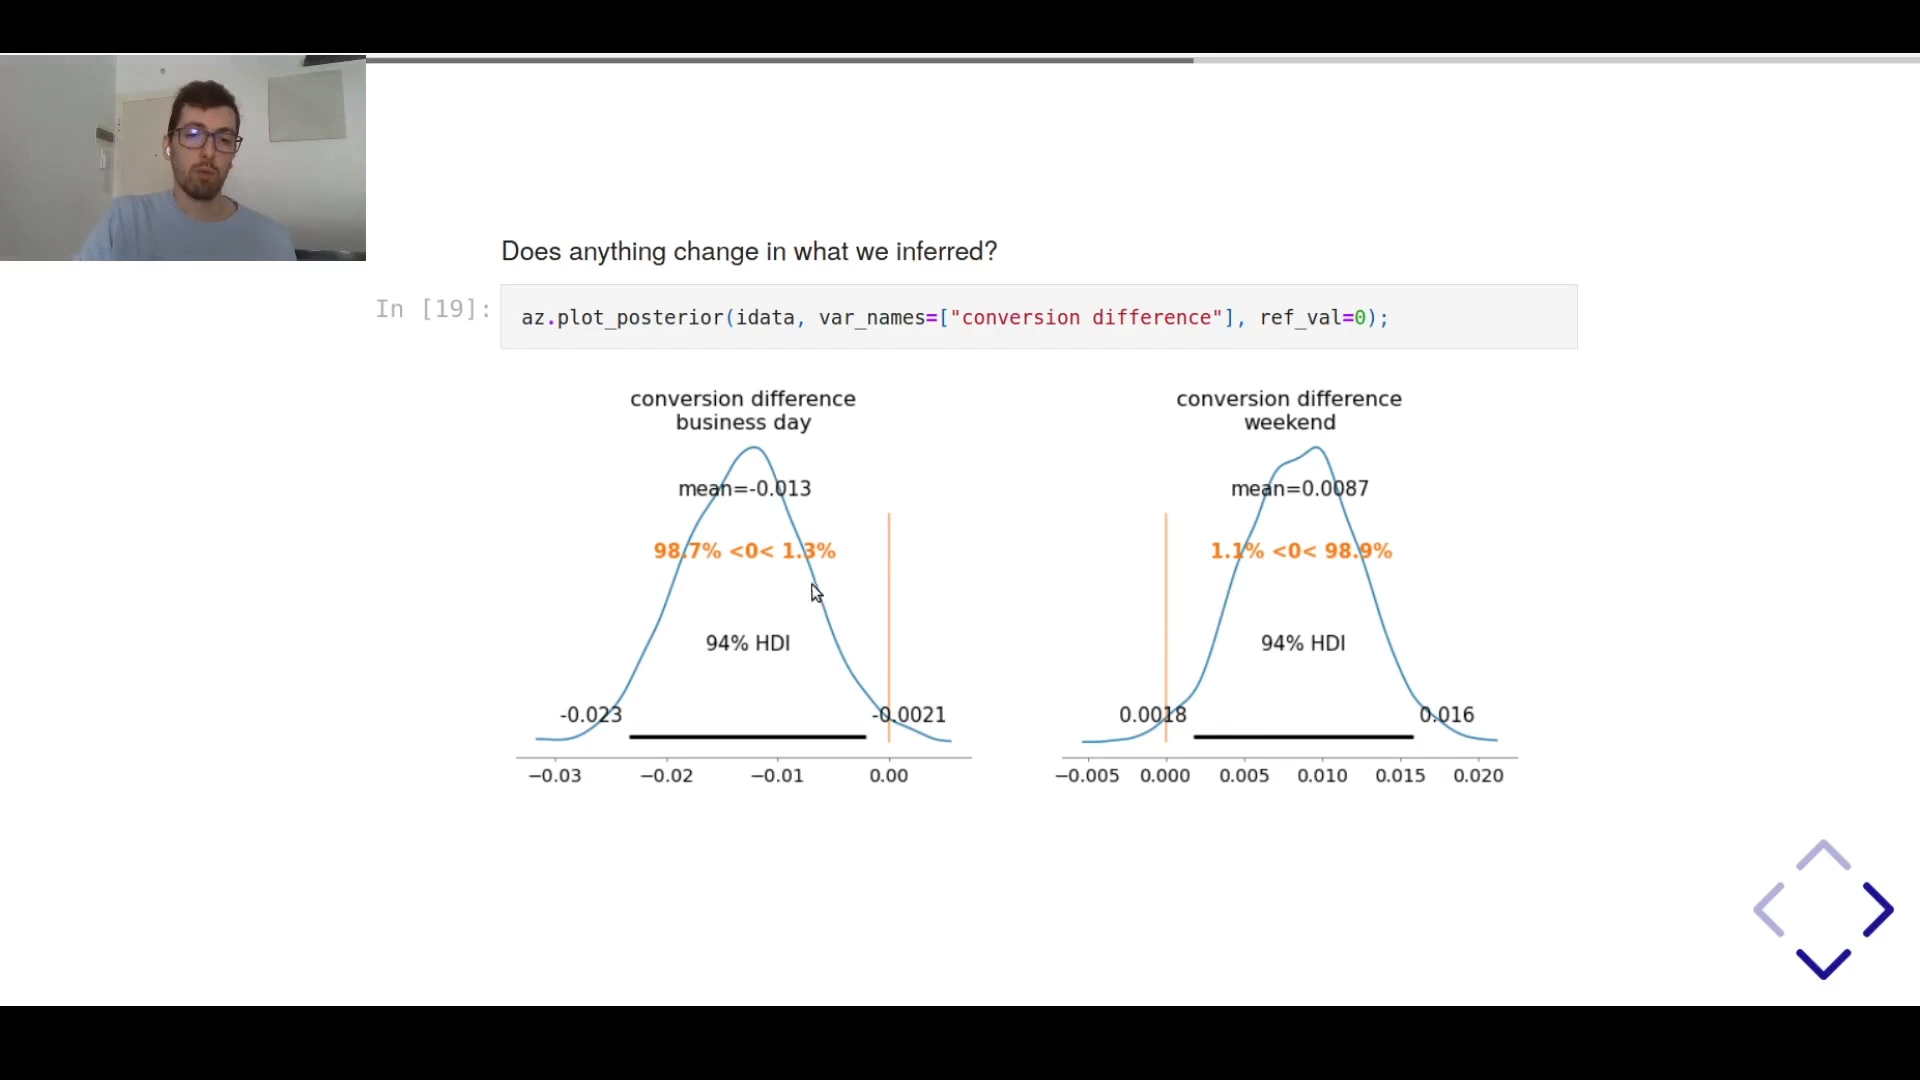 Does anything change in what we inferred?
In [19]:
az.plot_posterior(idata, var_names=["conversion difference"], ref_val=0);
conversion difference
business day
mean=-0.013
98.7% <0< 1.3%
94% HDI
-0.023
-0.0021
−0.03
−0.02
−0.01
0.00
conversion difference
weekend
mean=0.0087
1.1% <0< 98.9%
94% HDI
0.0018
0.016
−0.005
0.000
0.005
0.010
0.015
0.020